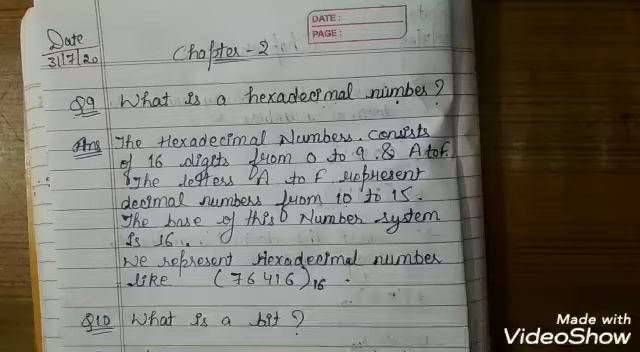 Date
31/7/20
Chapter - 2
DATE:
PAGE:
Q9 What is a hexadecimal number?
Ans The Hexadecimal Numbers. consists
of 16 digits from 0 to 9. & A to F.
The letters A to F represent
decimal numbers from 10 to 15.
The base of this Number system
is 16.
We represent Hexadecimal number
like (76416)16.
Q10 What is a bit?
Made with
VideoShow